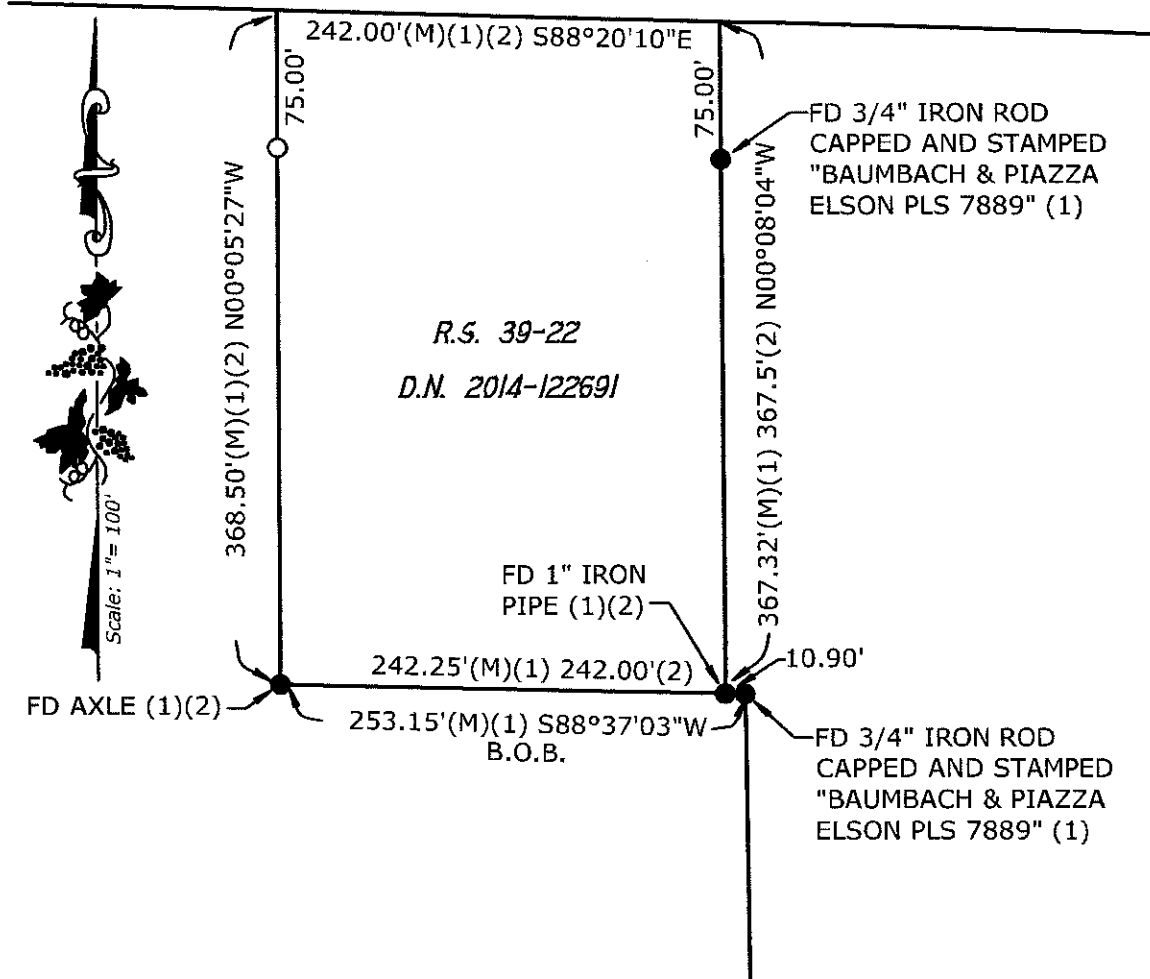 242.00'(M)(1)(2) S88°20'10"E
75.00'
75.00'
FD 3/4" IRON ROD
CAPPED AND STAMPED
"BAUMBACH & PIAZZA
ELSON PLS 7889" (1)
368.50'(M)(1)(2) N00°05'27"W
367.32'(M)(1) 367.5'(2) N00°08'04"W
R.S. 39-22
D.N. 2014-122691
Scale: 1"= 100'
FD 1" IRON
PIPE (1)(2)
242.25'(M)(1) 242.00'(2)
10.90'
FD AXLE (1)(2)
253.15'(M)(1) S88°37'03"W
B.O.B.
FD 3/4" IRON ROD
CAPPED AND STAMPED
"BAUMBACH & PIAZZA
ELSON PLS 7889" (1)